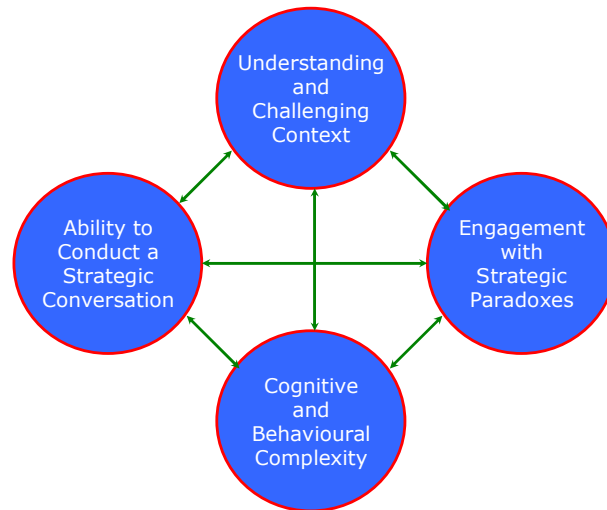 Understanding
and
Challenging
Context
Ability to
Conduct a
Strategic
Conversation
Engagement
with
Strategic
Paradoxes
Cognitive
and
Behavioural
Complexity